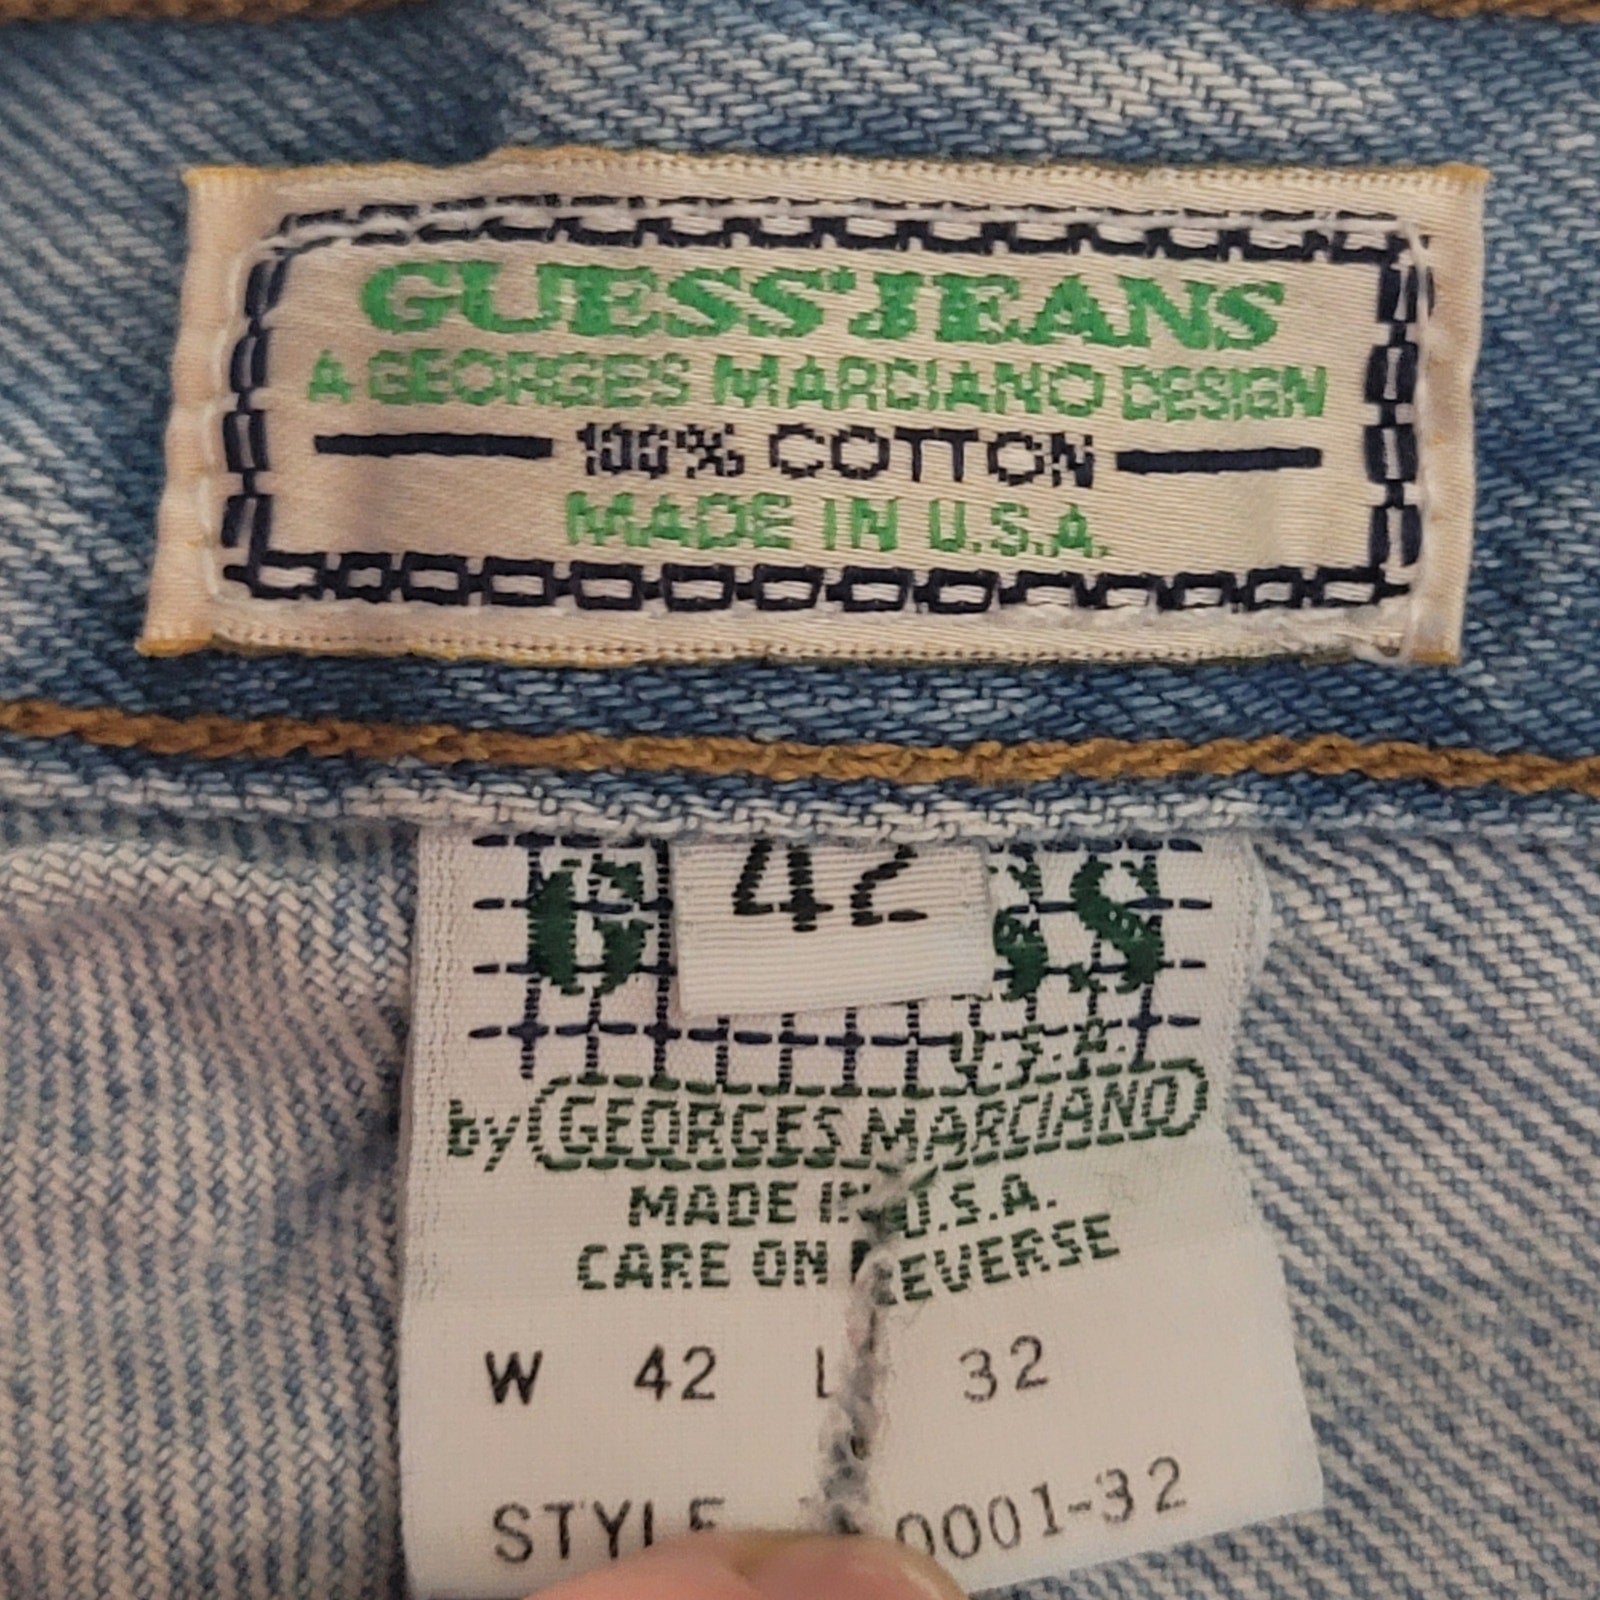 GUESS JEANS
A GEORGES MARCIANO DESIGN
100% COTTON
MADE IN U.S.A.
42
U.S.A.
by GEORGES MARCIANO
MADE IN U.S.A.
CARE ON REVERSE
W 42 L 32
STYLE 0001-32